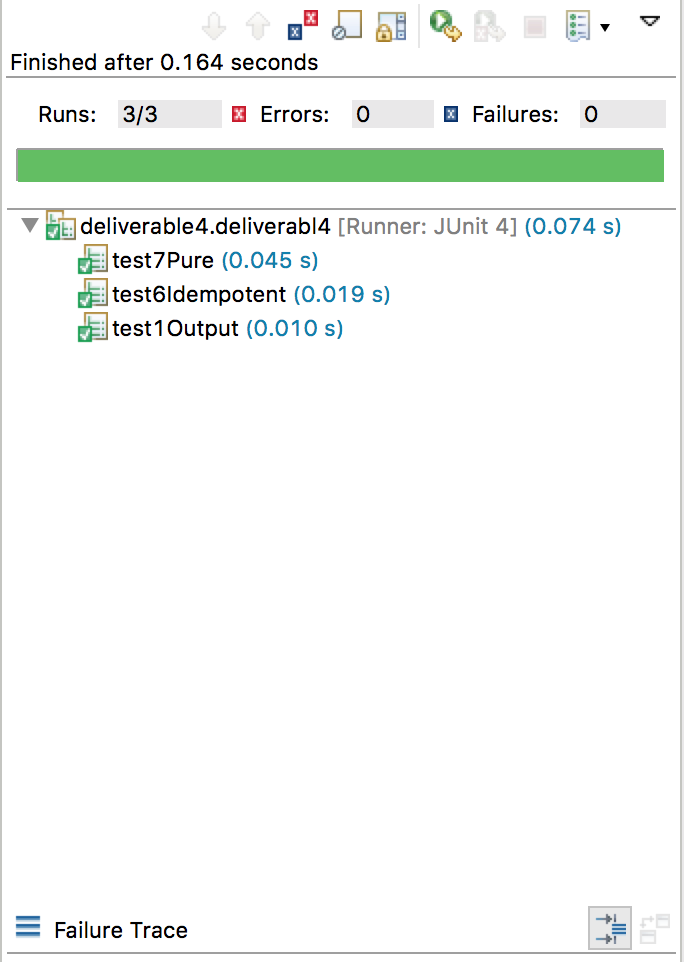 Finished after 0.164 seconds
Runs: 3/3 Errors: 0 Failures: 0
deliverable4.deliverabl4 [Runner: JUnit 4] (0.074 s)
test7Pure (0.045 s)
test6Idempotent (0.019 s)
test1Output (0.010 s)
Failure Trace